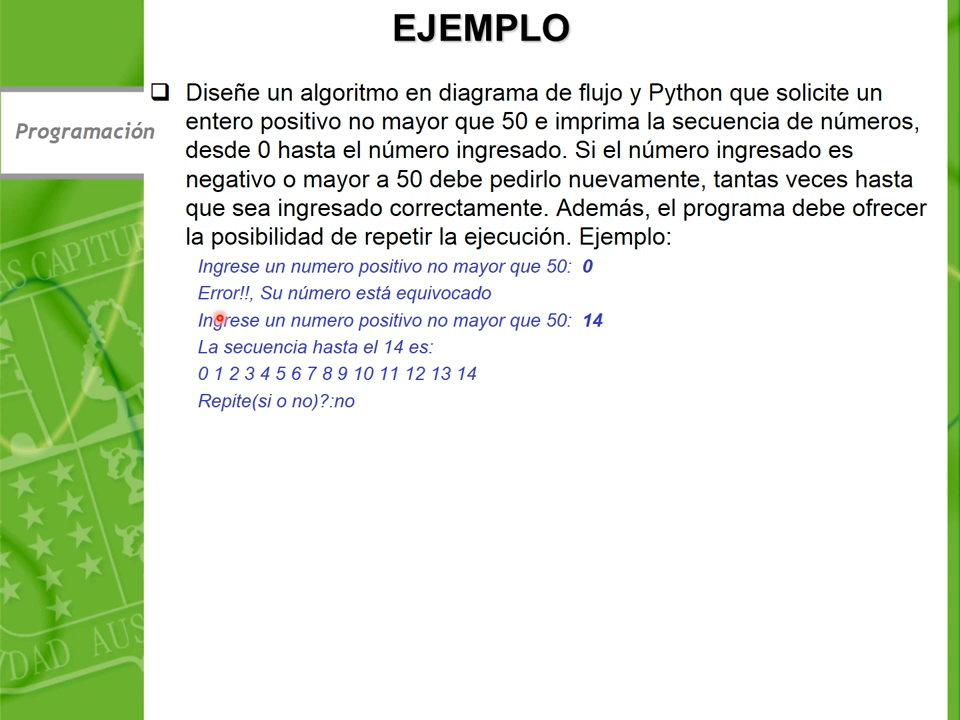 EJEMPLO
Programación
Diseñe un algoritmo en diagrama de flujo y Python que solicite un
entero positivo no mayor que 50 e imprima la secuencia de números,
desde 0 hasta el número ingresado. Si el número ingresado es
negativo o mayor a 50 debe pedirlo nuevamente, tantas veces hasta
que sea ingresado correctamente. Además, el programa debe ofrecer
la posibilidad de repetir la ejecución. Ejemplo:
Ingrese un numero positivo no mayor que 50: 0
Error!!, Su número está equivocado
Ingrese un numero positivo no mayor que 50: 14
La secuencia hasta el 14 es:
0 1 2 3 4 5 6 7 8 9 10 11 12 13 14
Repite(si o no)?:no
AS CAPITUR
DAD AUS